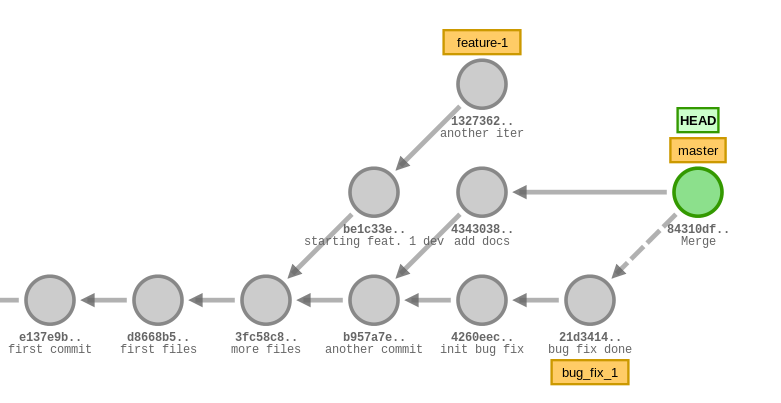 feature-1
1327362..
another iter
HEAD
master
be1c33e..
starting feat. 1 dev
4343038..
add docs
84310df..
Merge
e137e9b..
first commit
d8668b5..
first files
3fc58c8..
more files
b957a7e..
another commit
4260eec..
init bug fix
21d3414..
bug fix done
bug_fix_1